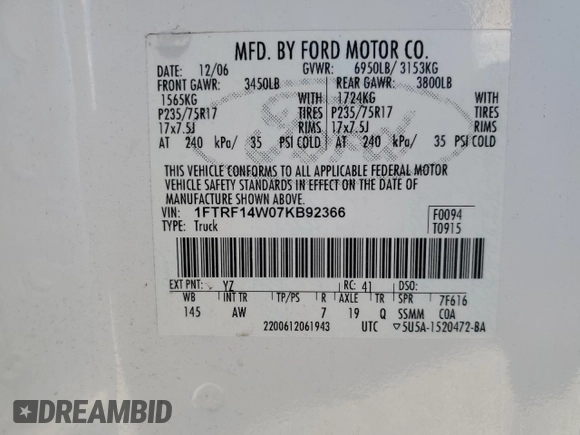 MFD. BY FORD MOTOR CO.
DATE: 12/06 GVWR: 6950LB/ 3153KG
FRONT GAWR: 3450LB REAR GAWR: 3800LB
1565KG WITH 1724KG WITH
P235/75R17 TIRES P235/75R17 TIRES
17x7.5J RIMS 17x7.5J RIMS
AT 240 kPa/ 35 PSI COLD AT 240 kPa/ 35 PSI COLD
THIS VEHICLE CONFORMS TO ALL APPLICABLE FEDERAL MOTOR
VEHICLE SAFETY STANDARDS IN EFFECT ON THE DATE OF
MANUFACTURE SHOWN ABOVE.
VIN: 1FTRF14W07KB92366 F0094
TYPE: Truck T0915
EXT PNT: YZ RC: 41 DSO:
WB INT TR TP/PS R AXLE TR SPR 7F616
145 AW 7 19 Q SSMM COA
2200612061943 UTC ▽5U5A-1520472-BA
Ford
DREAMBID